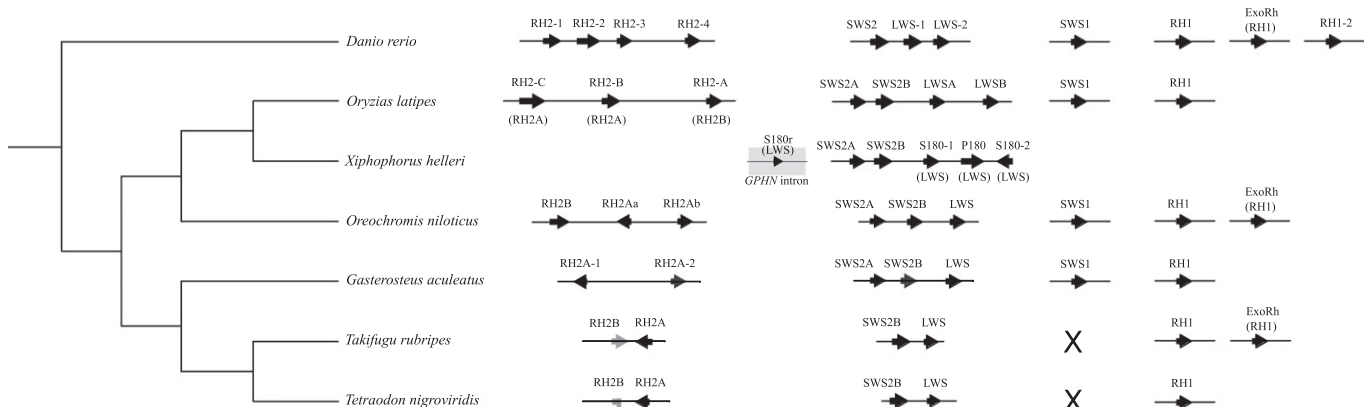 ExoRh
RH2-1 RH2-2 RH2-3 RH2-4 SWS2 LWS-1 LWS-2 SWS1 RH1 (RH1) RH1-2
Danio rerio
RH2-C RH2-B RH2-A SWS2A SWS2B LWSA LWSB SWS1 RH1
Oryzias latipes
(RH2A) (RH2A) (RH2B)
S180r
(LWS) SWS2A SWS2B S180-1 P180 S180-2
Xiphophorus helleri
GPHN intron (LWS) (LWS) (LWS)
ExoRh
RH2B RH2Aa RH2Ab SWS2A SWS2B LWS SWS1 RH1 (RH1)
Oreochromis niloticus
RH2A-1 RH2A-2 SWS2A SWS2B LWS SWS1 RH1
Gasterosteus aculeatus
ExoRh
RH2B RH2A SWS2B LWS RH1 (RH1)
Takifugu rubripes X
RH2B RH2A SWS2B LWS RH1
Tetraodon nigroviridis X